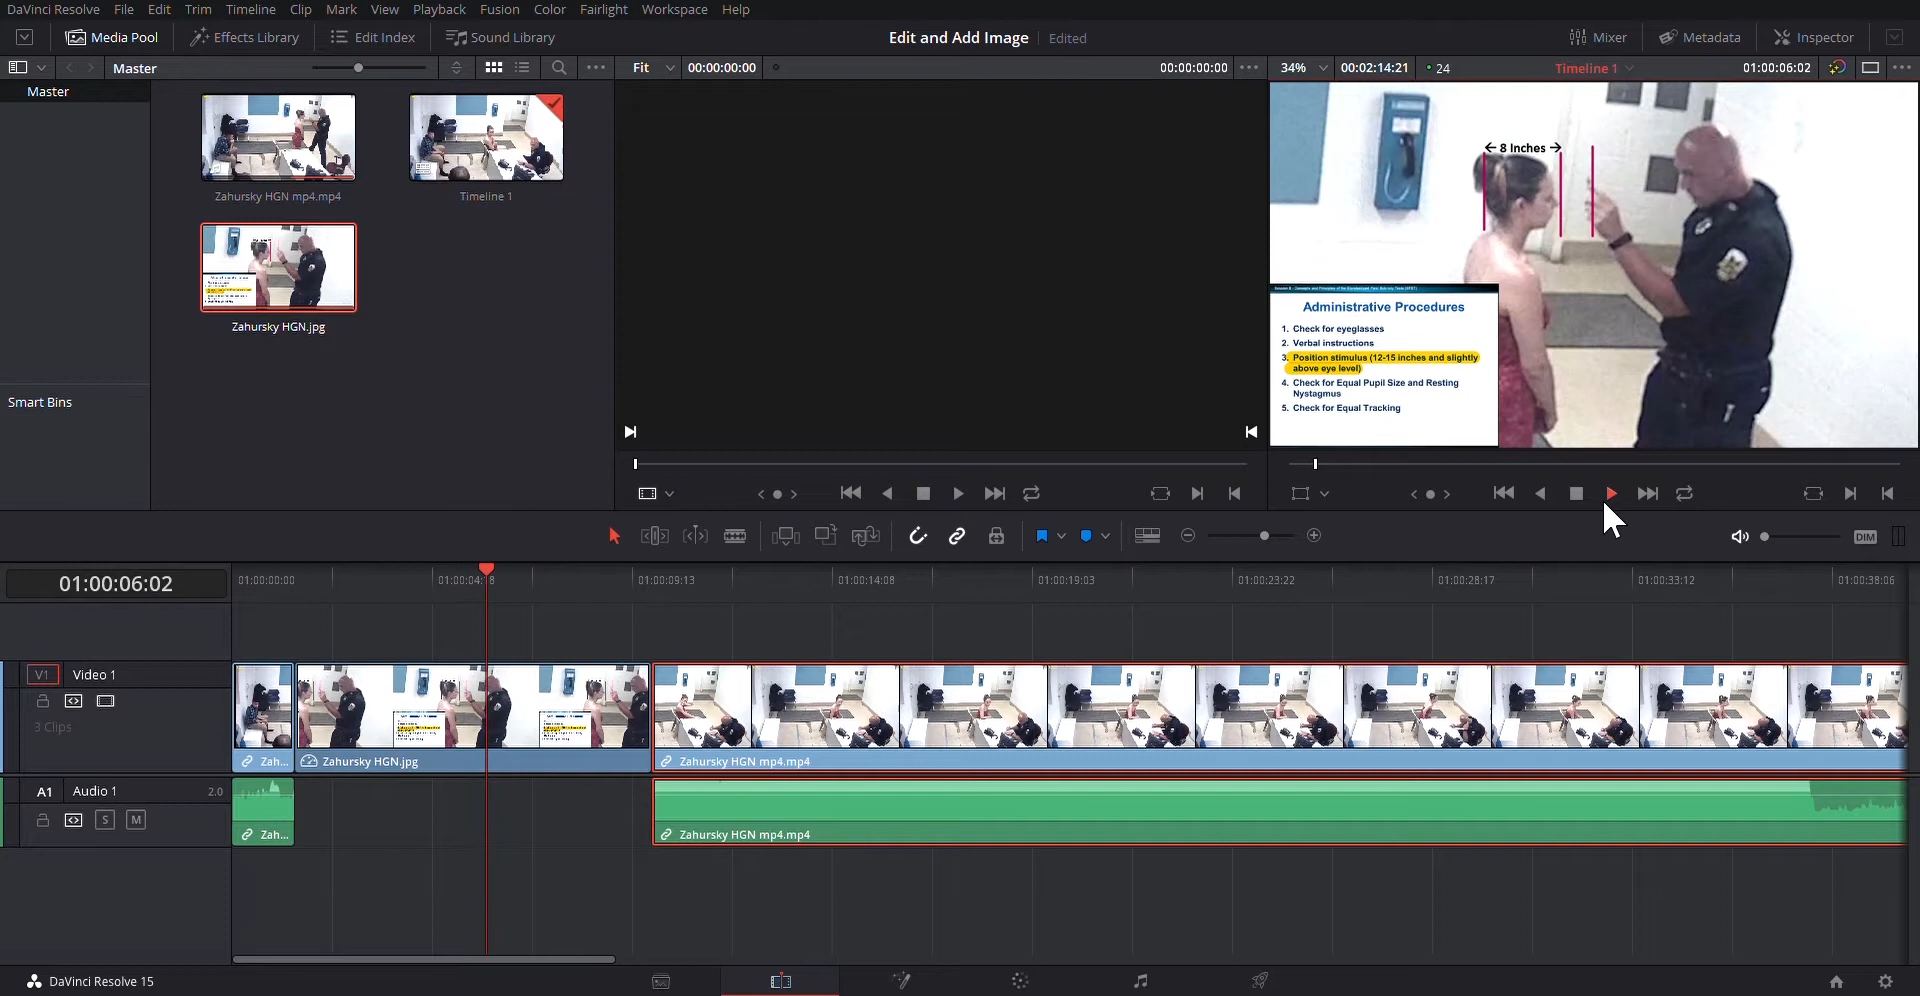 DaVinci Resolve File Edit Trim Timeline Clip Mark View Playback Fusion Color Fairlight Workspace Help
Media Pool Effects Library Edit Index Sound Library Edit and Add Image Edited Mixer Metadata Inspector
Master Fit 00:00:00:00 00:00:00:00 34% 00:02:14:21 24 Timeline 1 01:00:06:02
Master
Zahursky HGN mp4.mp4 Timeline 1
Zahursky HGN.jpg
Smart Bins
8 Inches
Administrative Procedures
1. Check for eyeglasses
2. Verbal instructions
3. Position stimulus (12-15 inches and slightly
above eye level)
4. Check for Equal Pupil Size and Resting
Nystagmus
5. Check for Equal Tracking
DIM
01:00:06:02 01:00:00:00 01:00:04:18 01:00:09:13 01:00:14:08 01:00:19:03 01:00:23:22 01:00:28:17 01:00:33:12 01:00:38:06
V1 Video 1
3 Clips
Zah... Zahursky HGN.jpg Zahursky HGN mp4.mp4
A1 Audio 1 2.0
S M
Zah... Zahursky HGN mp4.mp4
DaVinci Resolve 15